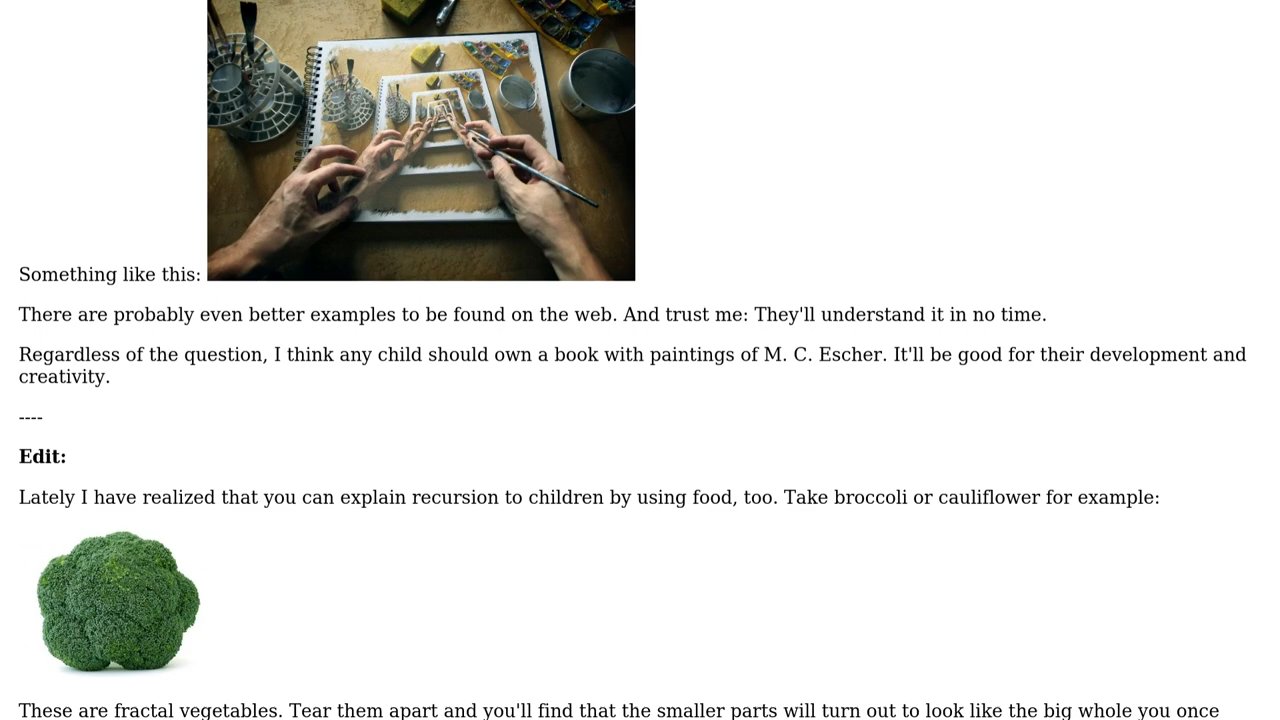 Something like this:
There are probably even better examples to be found on the web. And trust me: They'll understand it in no time.
Regardless of the question, I think any child should own a book with paintings of M. C. Escher. It'll be good for their development and
creativity.
----
Edit:
Lately I have realized that you can explain recursion to children by using food, too. Take broccoli or cauliflower for example:
These are fractal vegetables. Tear them apart and you'll find that the smaller parts will turn out to look like the big whole you once